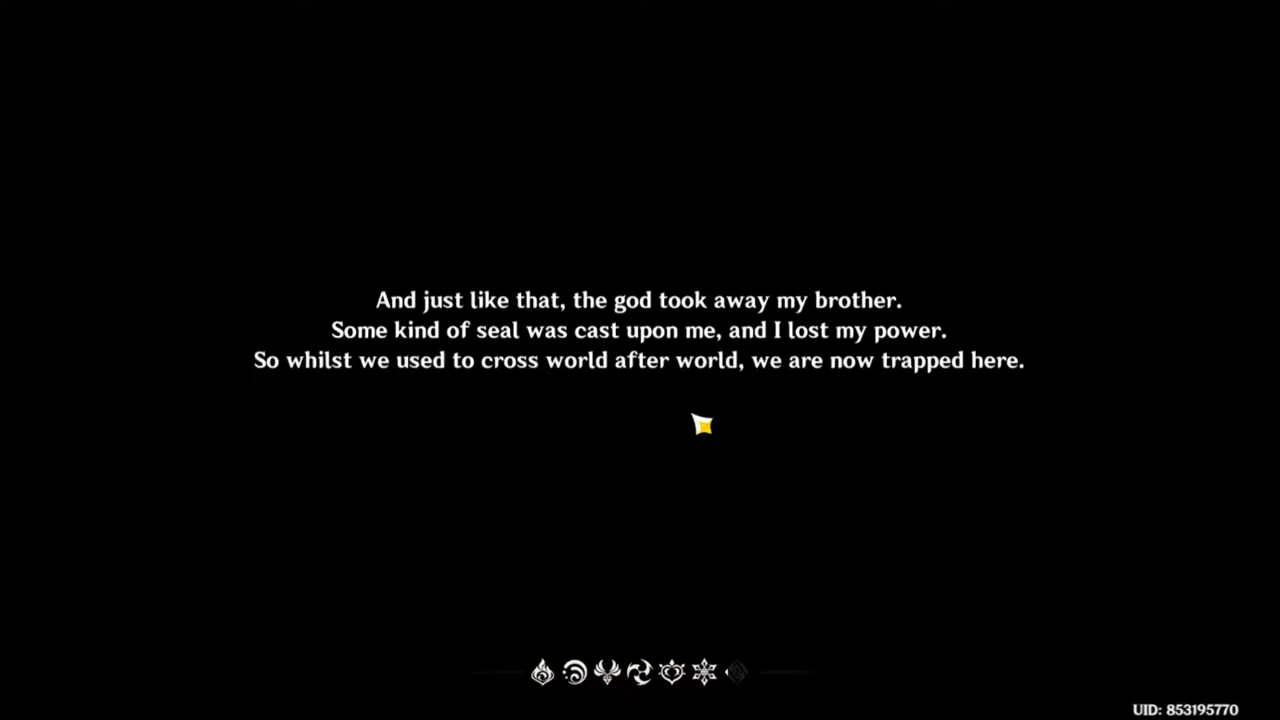 And just like that, the god took away my brother.
Some kind of seal was cast upon me, and I lost my power.
So whilst we used to cross world after world, we are now trapped here.
UID: 853195770